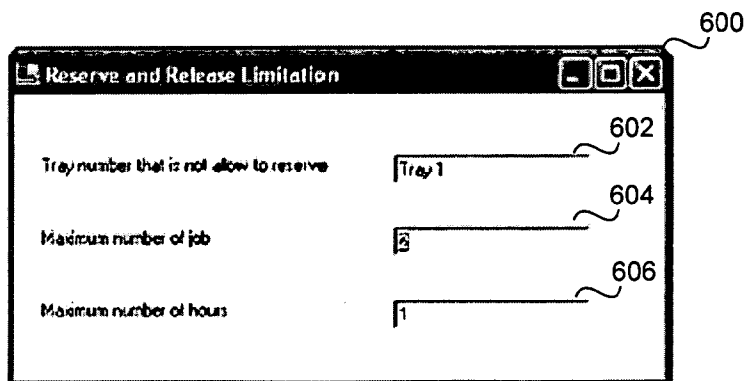 600
Reserve and Release Limitation
602
Tray number that is not allow to reserve
Tray 1
604
Maximum number of job
6
606
Maximum number of hours
1